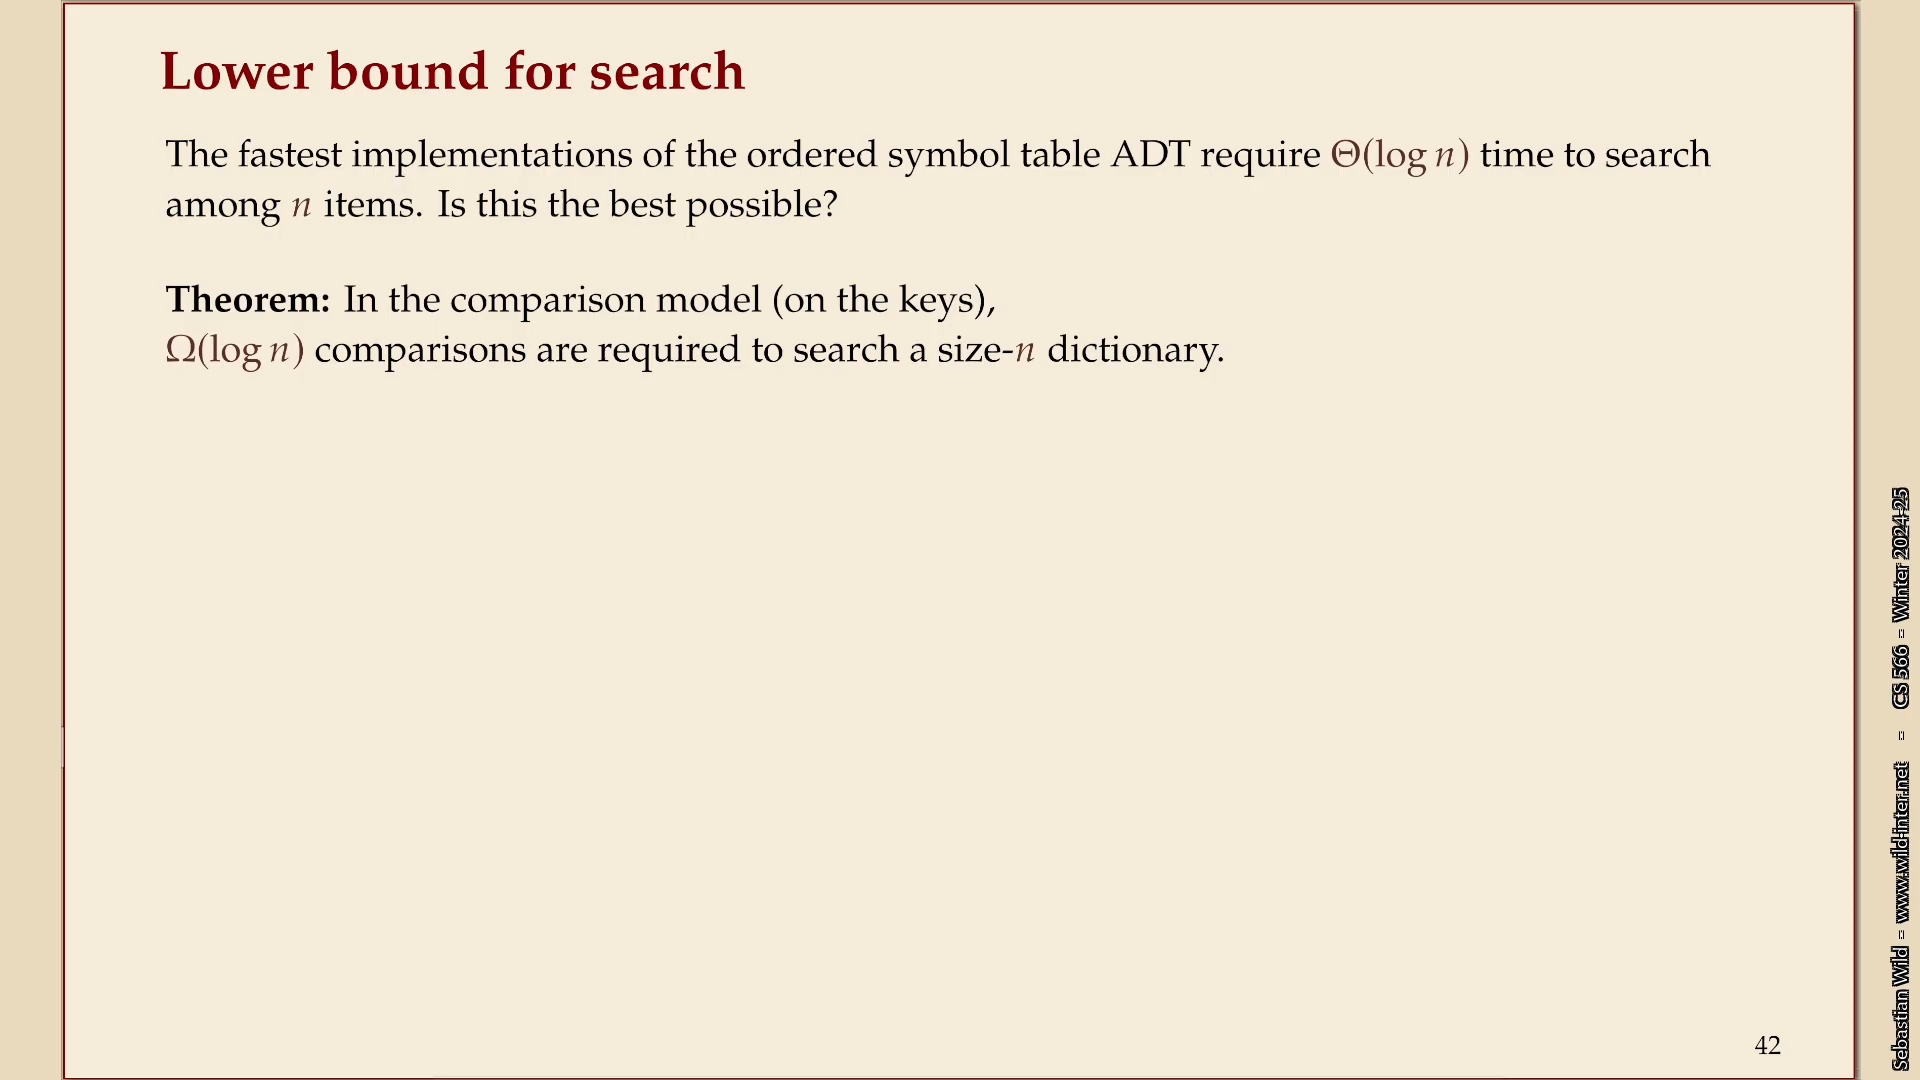 Lower bound for search
The fastest implementations of the ordered symbol table ADT require Θ(log n) time to search
among n items. Is this the best possible?
Theorem: In the comparison model (on the keys),
Ω(log n) comparisons are required to search a size-n dictionary.
42
Sebastian Wild – www.wild-inter.net – CS 566 – Winter 2024-25